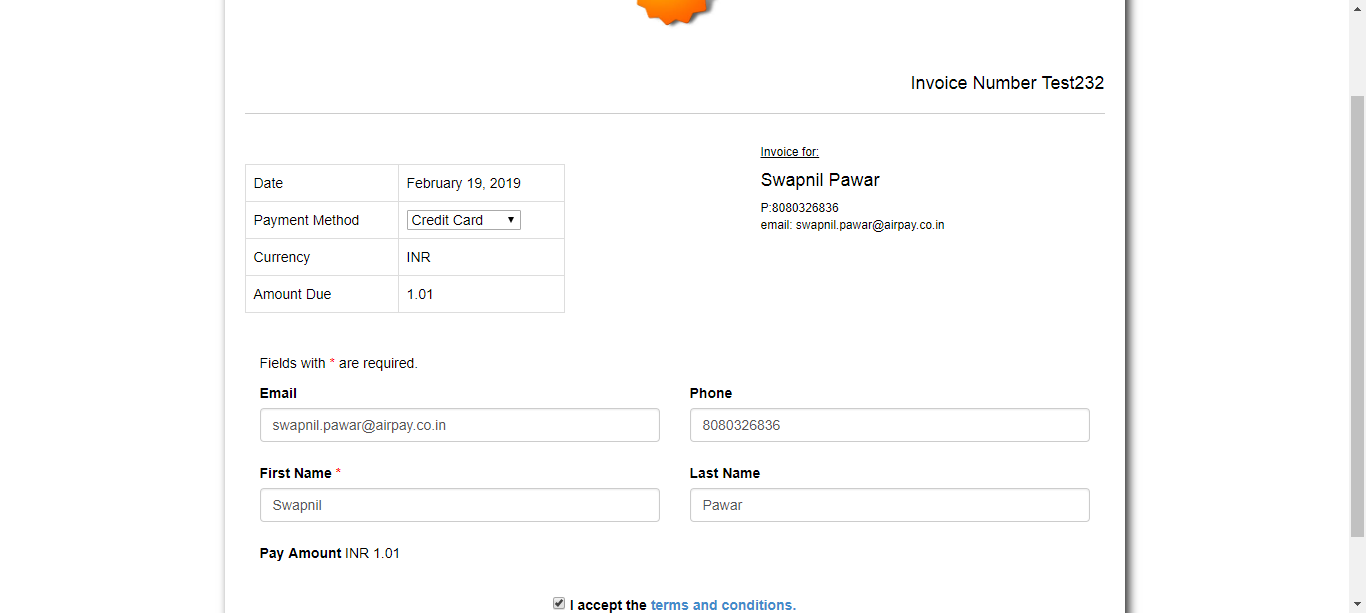 Invoice Number Test232
Invoice for:
Swapnil Pawar
P:8080326836
email: swapnil.pawar@airpay.co.in
Date February 19, 2019
Payment Method Credit Card
Currency INR
Amount Due 1.01
Fields with * are required.
Email Phone
swapnil.pawar@airpay.co.in 8080326836
First Name * Last Name
Swapnil Pawar
Pay Amount INR 1.01
I accept the terms and conditions.